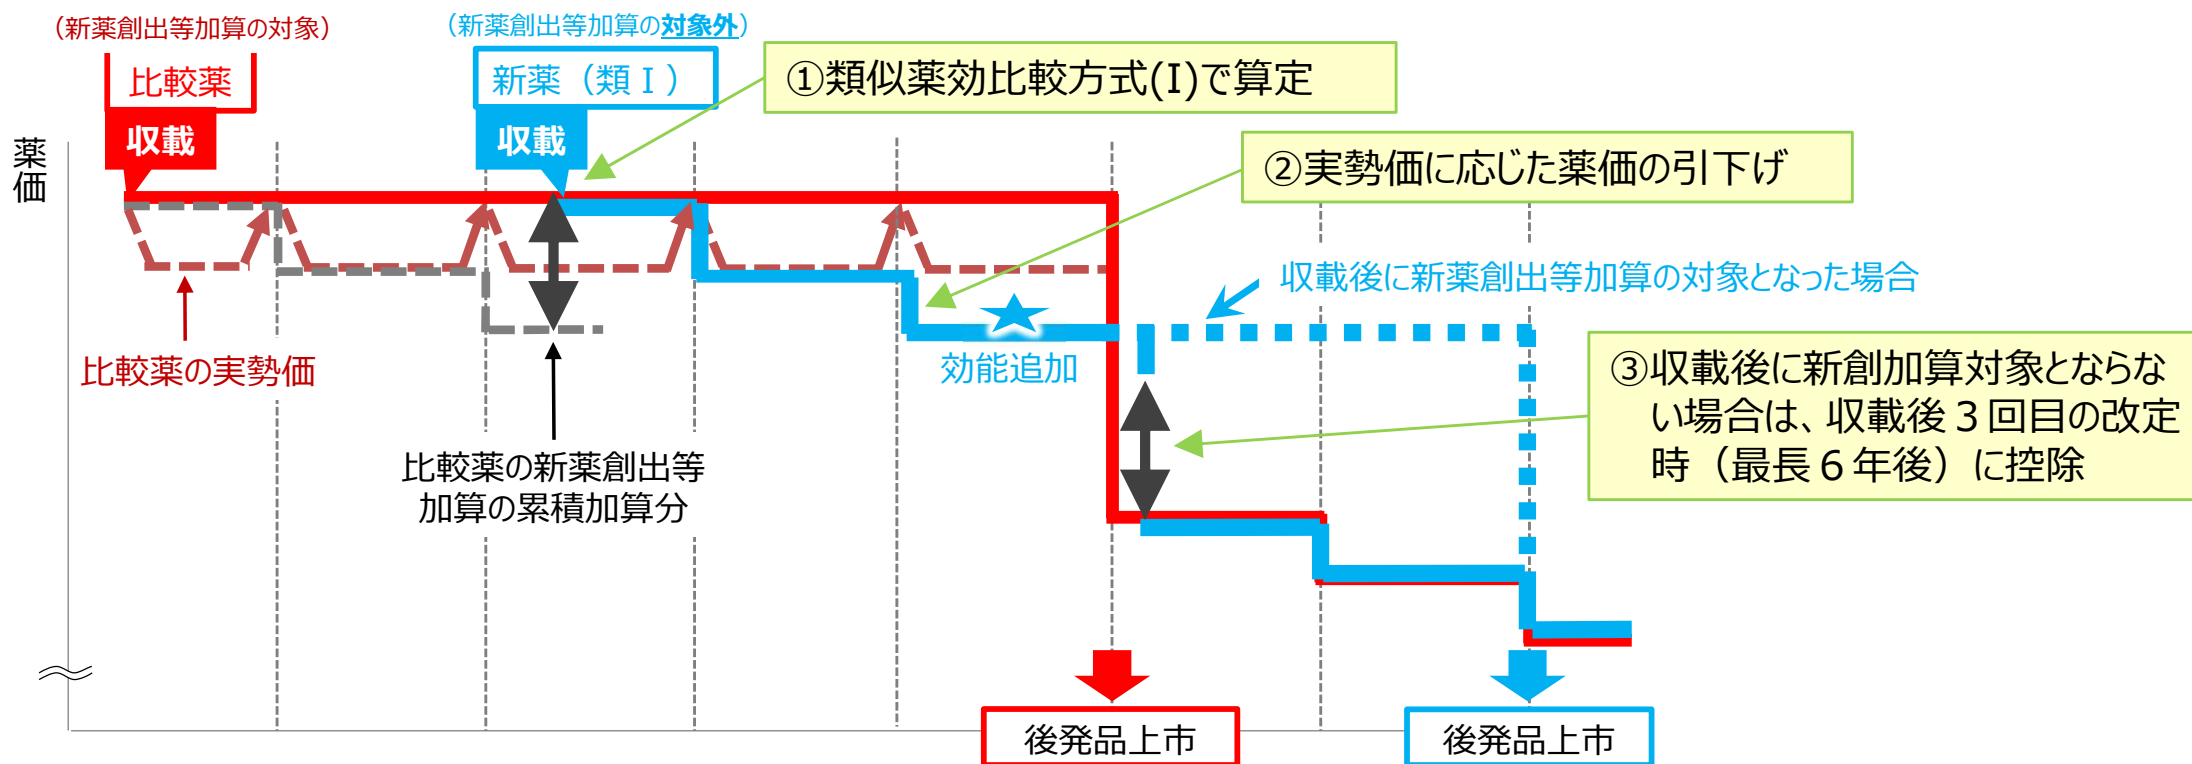 （新薬創出等加算の対象）
（新薬創出等加算の対象外）
比較薬
新薬（類Ⅰ）
①類似薬効比較方式(I)で算定
収載
収載
薬価
②実勢価に応じた薬価の引下げ
収載後に新薬創出等加算の対象となった場合
比較薬の実勢価
効能追加
③収載後に新創加算対象とならな
い場合は、収載後３回目の改定
時（最長６年後）に控除
比較薬の新薬創出等
加算の累積加算分
後発品上市
後発品上市